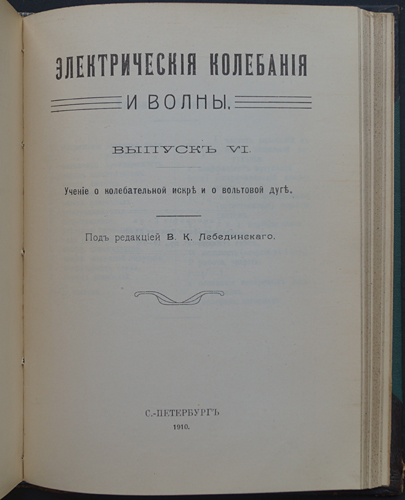 ЭЛЕКТРИЧЕСКІЯ КОЛЕБАНІЯ
И ВОЛНЫ.
ВЫПУСКЪ VI.
Ученіе о колебательной искрѣ и о вольтовой дугѣ.
Подъ редакціей В. К. Лебединскаго.
С.-ПЕТЕРБУРГЪ
1910.